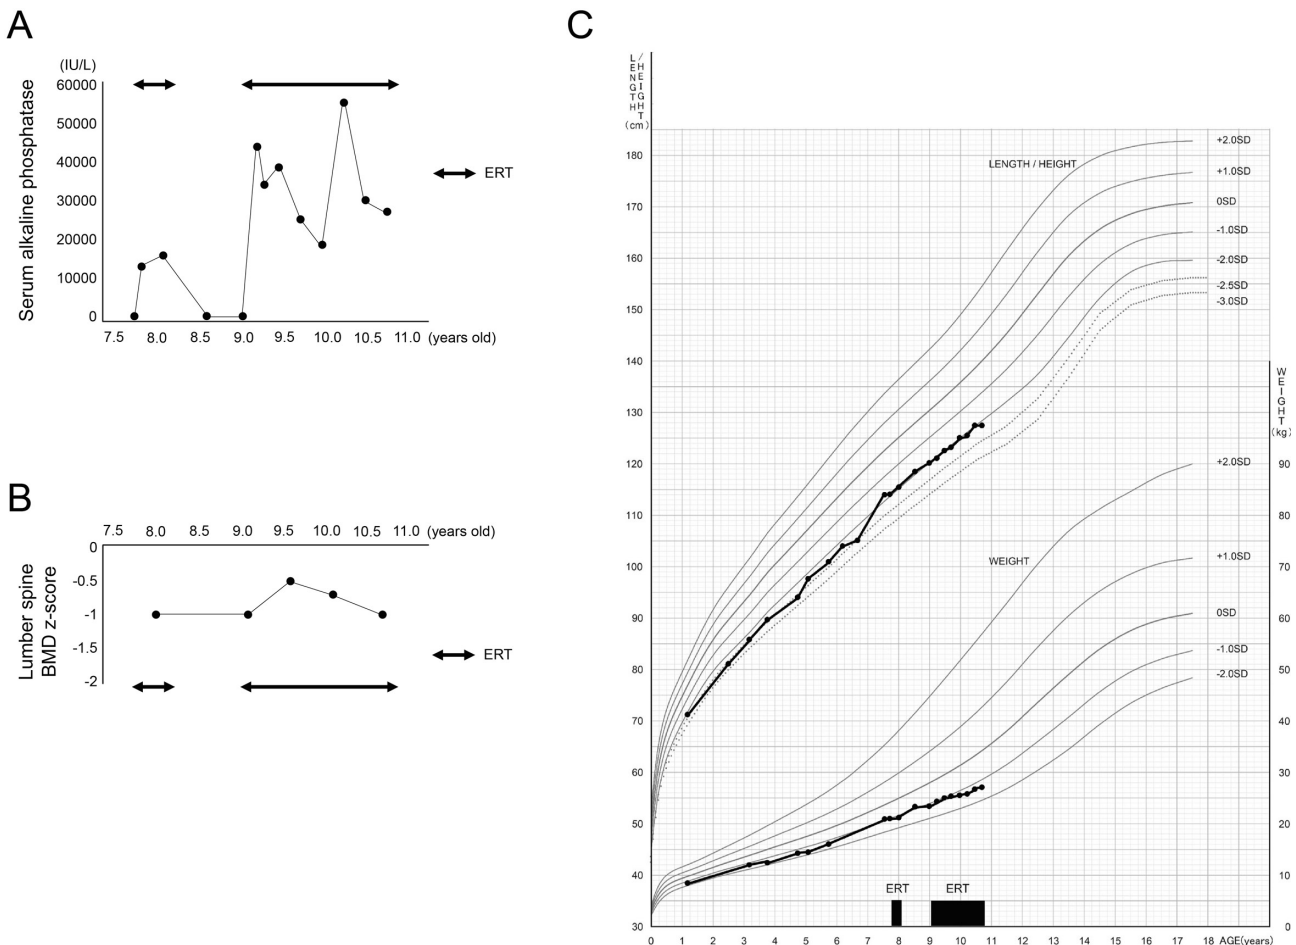 A
(IU/L)
Serum alkaline phosphatase
60000
50000
40000
30000
20000
10000
0
7.5 8.0 8.5 9.0 9.5 10.0 10.5 11.0 (years old)
ERT
B
7.5 8.0 8.5 9.0 9.5 10.0 10.5 11.0 (years old)
Lumber spine
BMD z-score
0
-0.5
-1
-1.5
-2
ERT
C
LENGTH/HEIGHT
(cm)
180
170
160
150
140
130
120
110
100
90
80
70
60
50
40
30
LENGTH / HEIGHT
+2.0SD
+1.0SD
0SD
-1.0SD
-2.0SD
-2.5SD
-3.0SD
WEIGHT
(kg)
90
80
70
60
50
40
30
20
10
0
WEIGHT
+2.0SD
+1.0SD
0SD
-1.0SD
-2.0SD
ERT ERT
0 1 2 3 4 5 6 7 8 9 10 11 12 13 14 15 16 17 18 AGE(years)